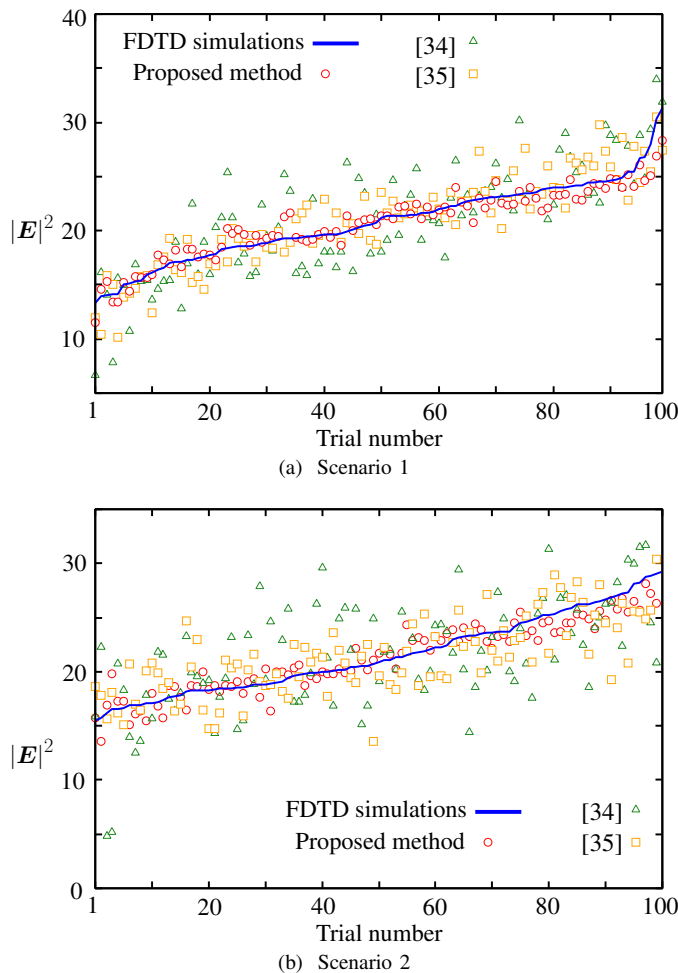 40
30
20
10
|E|²
FDTD simulations
Proposed method
[34]
[35]
1 20 40 60 80 100
Trial number
(a) Scenario 1
30
20
10
0
|E|²
FDTD simulations
Proposed method
[34]
[35]
1 20 40 60 80 100
Trial number
(b) Scenario 2